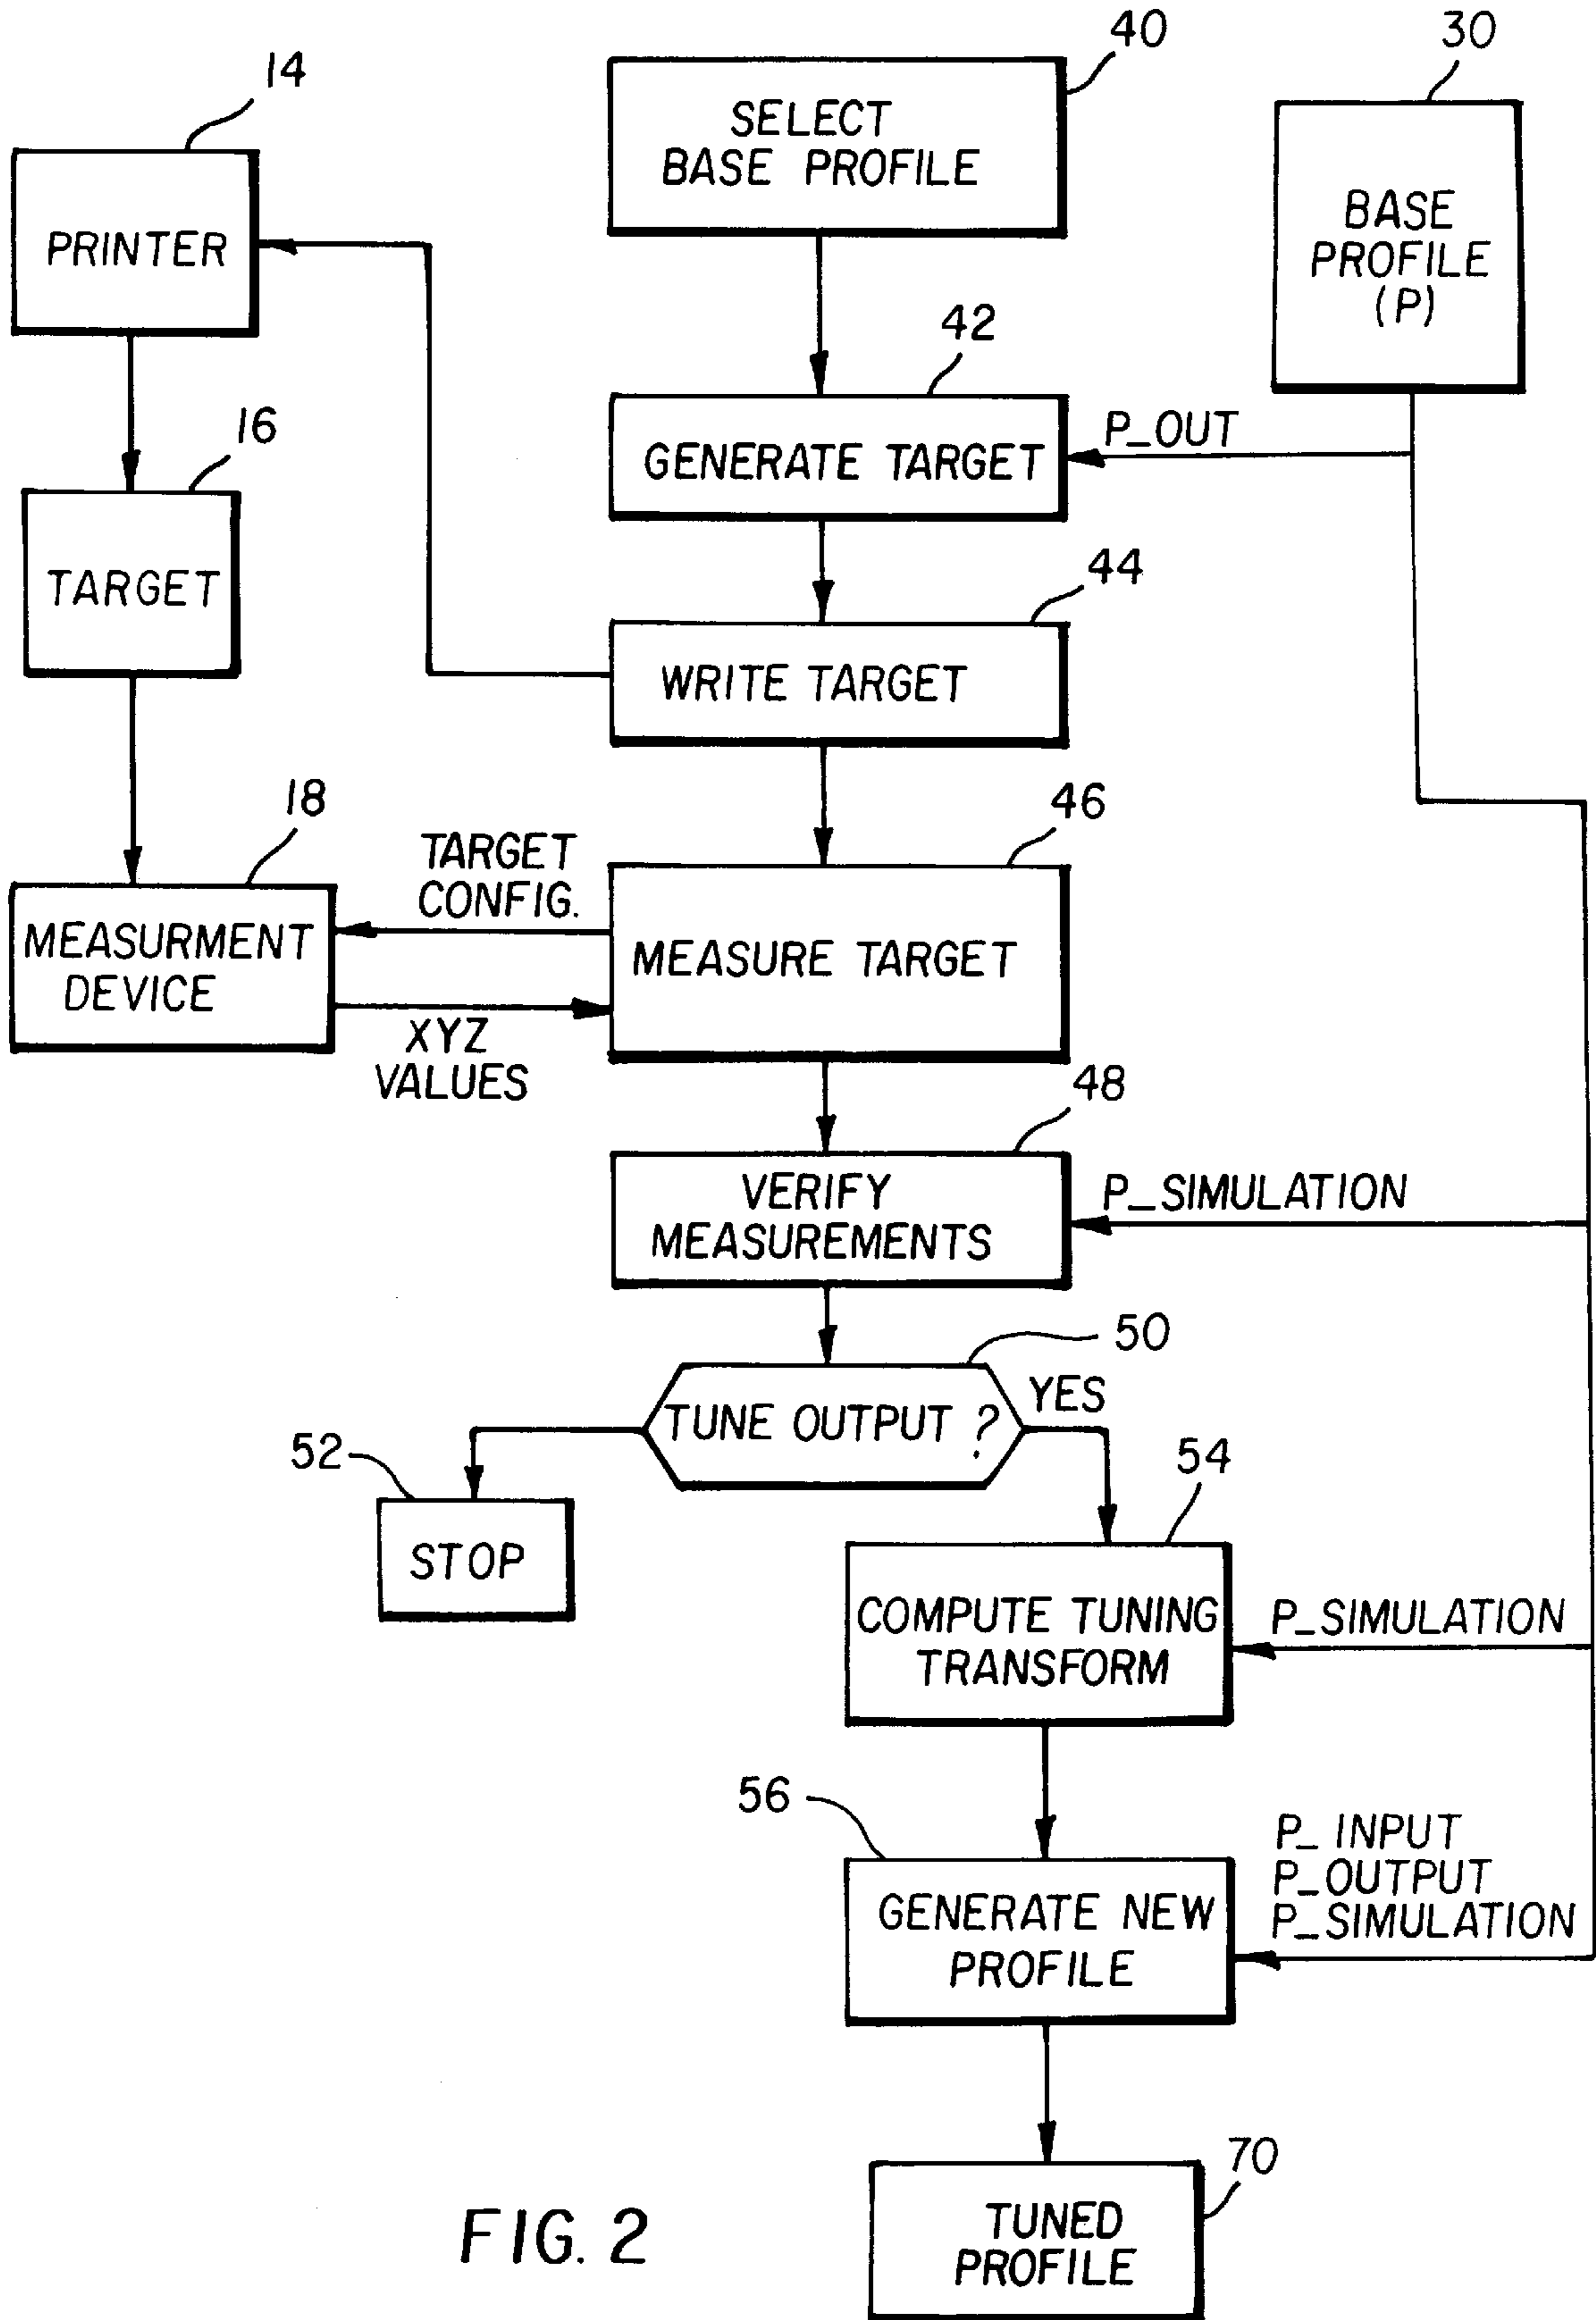 40
30
14
SELECT
BASE PROFILE
PRINTER
BASE
PROFILE
(P)
42
16
P_OUT
GENERATE TARGET
44
TARGET
WRITE TARGET
18
46
TARGET
CONFIG.
MEASURMENT
DEVICE
MEASURE TARGET
XYZ
VALUES
48
VERIFY
MEASUREMENTS
P_SIMULATION
50
TUNE OUTPUT ?
YES
52
54
STOP
COMPUTE TUNING
TRANSFORM
P_SIMULATION
56
P_INPUT
P_OUTPUT
P_SIMULATION
GENERATE NEW
PROFILE
70
TUNED
PROFILE
FIG. 2